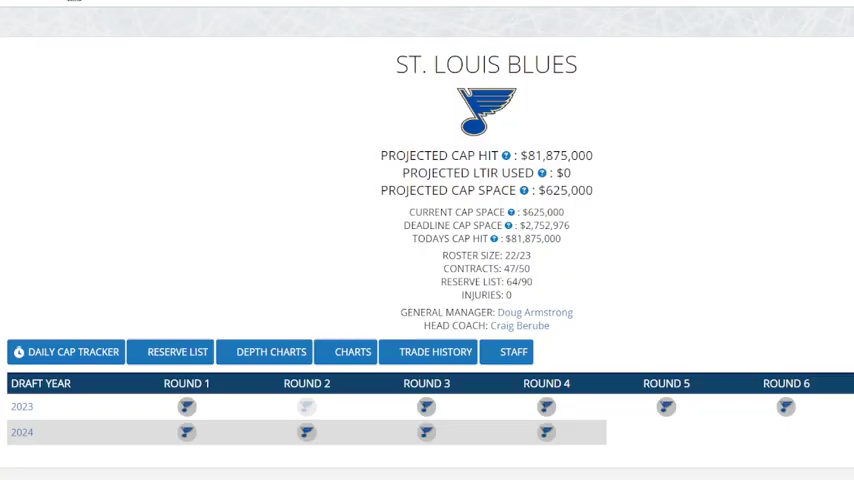 ST. LOUIS BLUES
PROJECTED CAP HIT ? : $81,875,000
PROJECTED LTIR USED ? : $0
PROJECTED CAP SPACE ? : $625,000
CURRENT CAP SPACE ? : $625,000
DEADLINE CAP SPACE ? : $2,752,976
TODAYS CAP HIT ? : $81,875,000
ROSTER SIZE: 22/23
CONTRACTS: 47/50
RESERVE LIST: 64/90
INJURIES: 0
GENERAL MANAGER: Doug Armstrong
HEAD COACH: Craig Berube
DAILY CAP TRACKER RESERVE LIST DEPTH CHARTS CHARTS TRADE HISTORY STAFF
DRAFT YEAR ROUND 1 ROUND 2 ROUND 3 ROUND 4 ROUND 5 ROUND 6
2023
2024